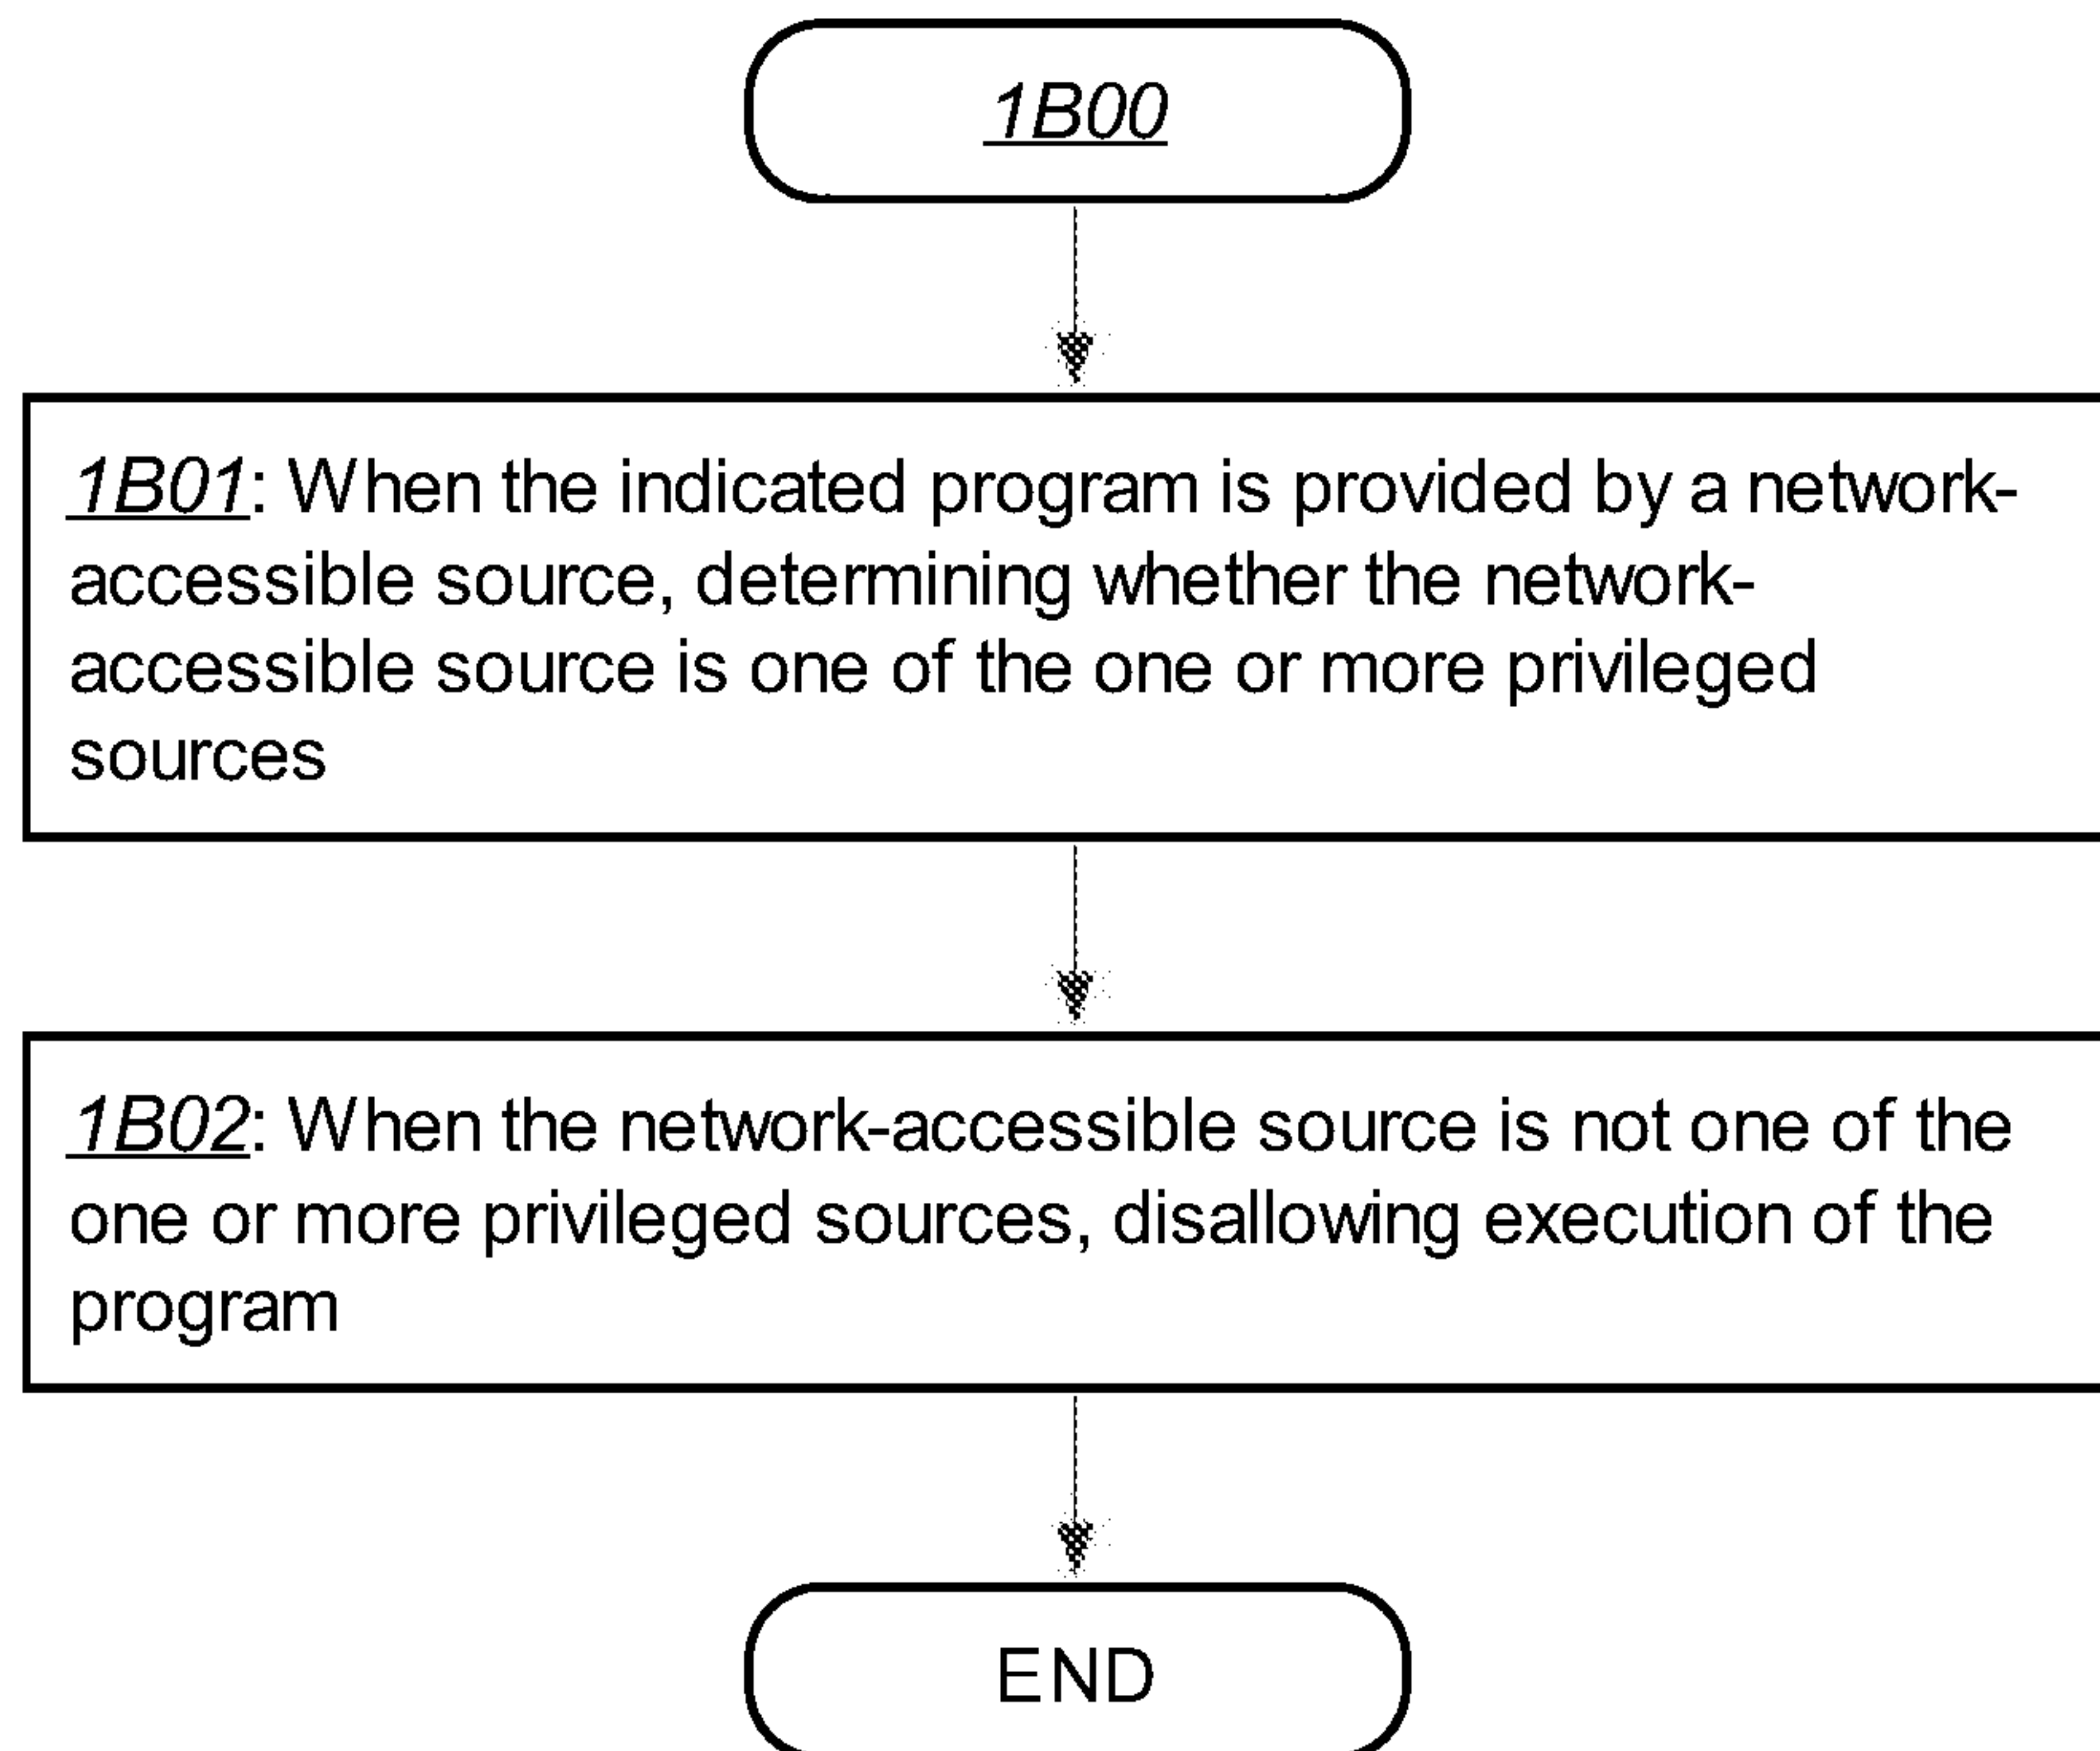 1B00
1B01: When the indicated program is provided by a network-
accessible source, determining whether the network-
accessible source is one of the one or more privileged
sources
1B02: When the network-accessible source is not one of the
one or more privileged sources, disallowing execution of the
program
END